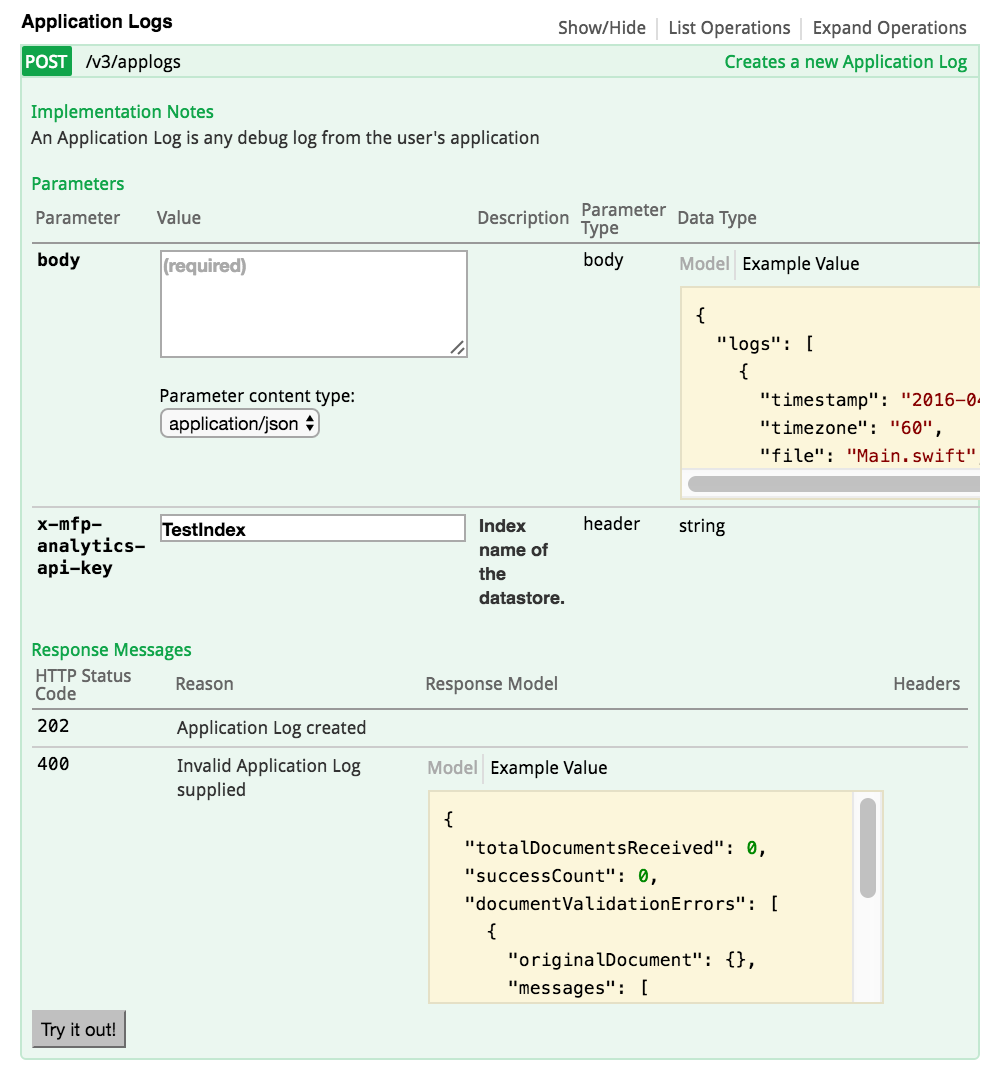 Application Logs
Show/Hide
List Operations
Expand Operations
POST /v3/applogs
Creates a new Application Log
Implementation Notes
An Application Log is any debug log from the user's application
Parameters
Parameter
Value
Description
Parameter
Type
Data Type
body
(required)
Parameter content type:
application/json
body
Model
Example Value
{
"logs": [
{
"timestamp": "2016-04
"timezone": "60",
"file": "Main.swift",
x-mfp-
analytics-
api-key
TestIndex
Index
name of
the
datastore.
header
string
Response Messages
HTTP Status
Code
Reason
Response Model
Headers
202
Application Log created
400
Invalid Application Log
supplied
Model
Example Value
{
"totalDocumentsReceived": 0,
"successCount": 0,
"documentValidationErrors": [
{
"originalDocument": {},
"messages": [
Try it out!